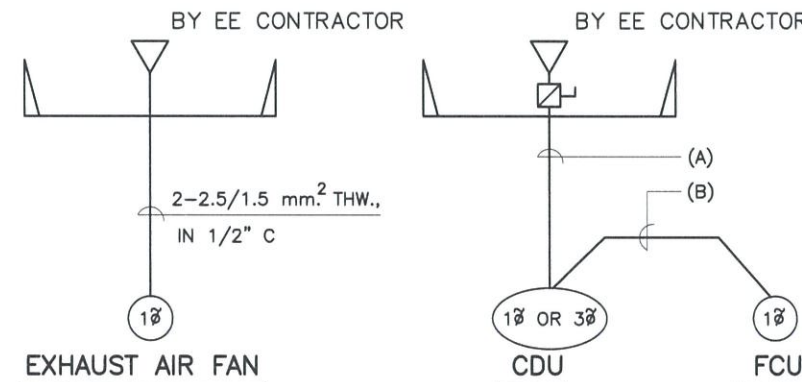 BY EE CONTRACTOR
BY EE CONTRACTOR
(A)
(B)
2-2.5/1.5 mm.² THW.,
IN 1/2" C
1Ø
1Ø OR 3Ø
1Ø
EXHAUST AIR FAN
CDU
FCU